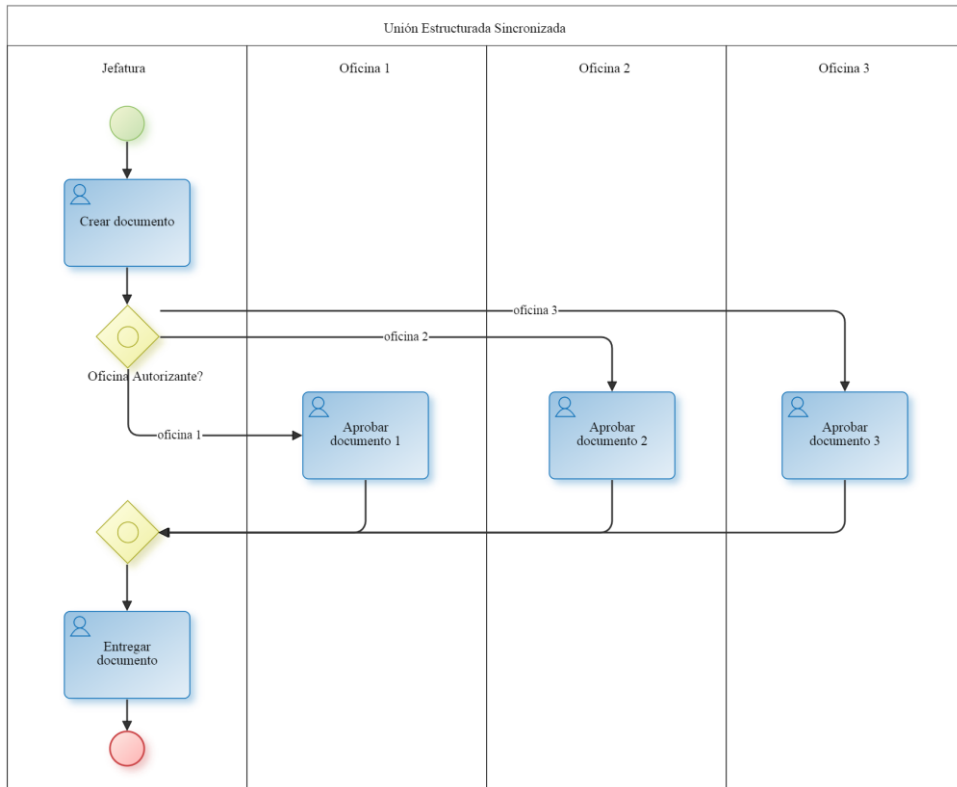 Unión Estructurada Sincronizada
Jefatura
Oficina 1
Oficina 2
Oficina 3
Crear documento
oficina 3
oficina 2
Oficina Autorizante?
oficina 1
Aprobar
documento 1
Aprobar
documento 2
Aprobar
documento 3
Entregar
documento